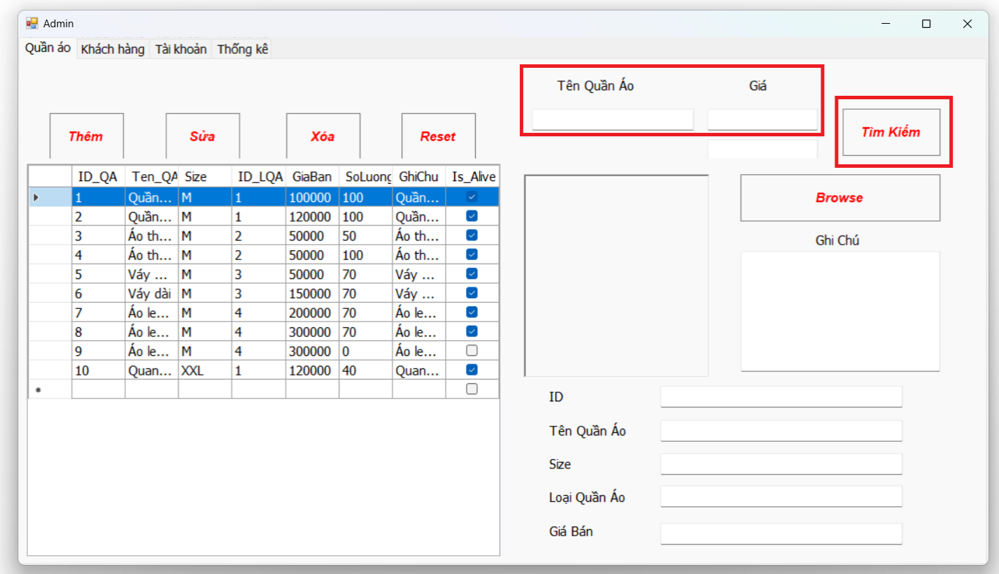 Admin
Quần áo Khách hàng Tài khoản Thống kê
Tên Quần Áo Giá
Thêm Sửa Xóa Reset Tìm Kiếm
ID_QA Ten_QA Size ID_LQA GiaBan SoLuong GhiChu Is_Alive
1 Quần... M 1 100000 100 Quần...
2 Quần... M 1 120000 100 Quần...
3 Áo th... M 2 50000 50 Áo th...
4 Áo th... M 2 50000 100 Áo th...
5 Váy ... M 3 50000 70 Váy ...
6 Váy dài M 3 150000 70 Váy ...
7 Áo le... M 4 200000 70 Áo le...
8 Áo le... M 4 300000 70 Áo le...
9 Áo le... M 4 300000 0 Áo le...
10 Quan... XXL 1 120000 40 Quan...
Browse
Ghi Chú
ID
Tên Quần Áo
Size
Loại Quần Áo
Giá Bán